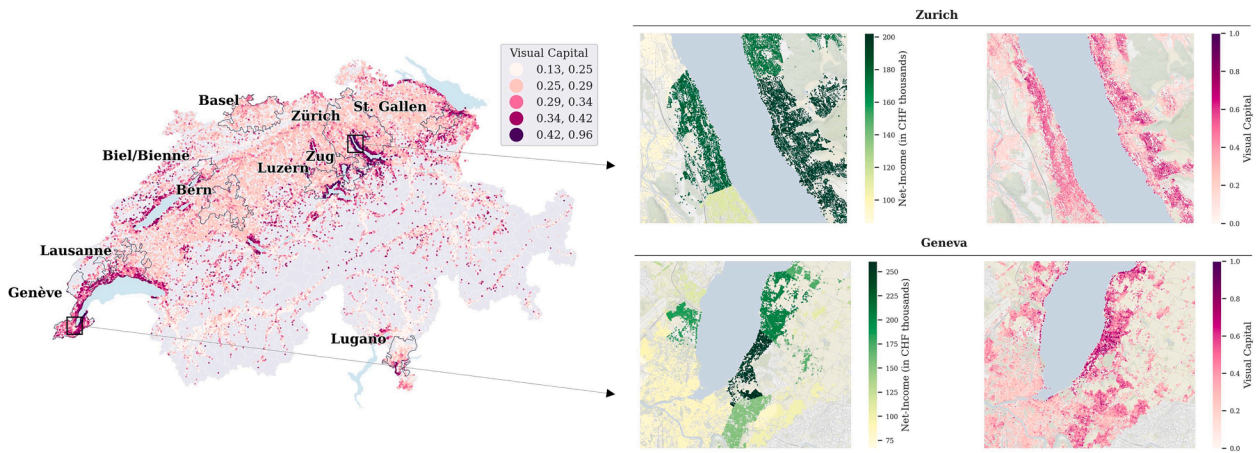 Visual Capital
0.13, 0.25
0.25, 0.29
0.29, 0.34
0.34, 0.42
0.42, 0.96
Basel
Zürich
St. Gallen
Biel/Bienne
Zug
Luzern
Bern
Lausanne
Genève
Lugano
Zurich
200
180
160
140
120
100
Net-Income (in CHF thousands)
1.0
0.8
0.6
0.4
0.2
0.0
Visual Capital
Geneva
250
225
200
175
150
125
100
75
Net-Income (in CHF thousands)
1.0
0.8
0.6
0.4
0.2
0.0
Visual Capital